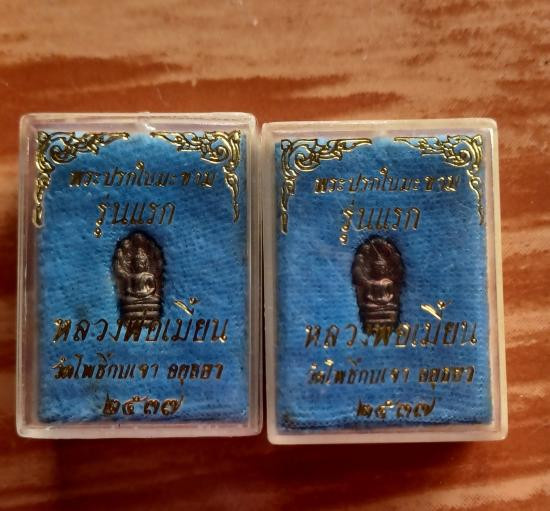 พระปรกใบมะขาม
รุ่นแรก
หลวงพ่อเมี้ยน
วัดโพธิ์กบเจา อยุธยา
๒๕๓๗
พระปรกใบมะขาม
รุ่นแรก
หลวงพ่อเมี้ยน
วัดโพธิ์กบเจา อยุธยา
๒๕๓๗